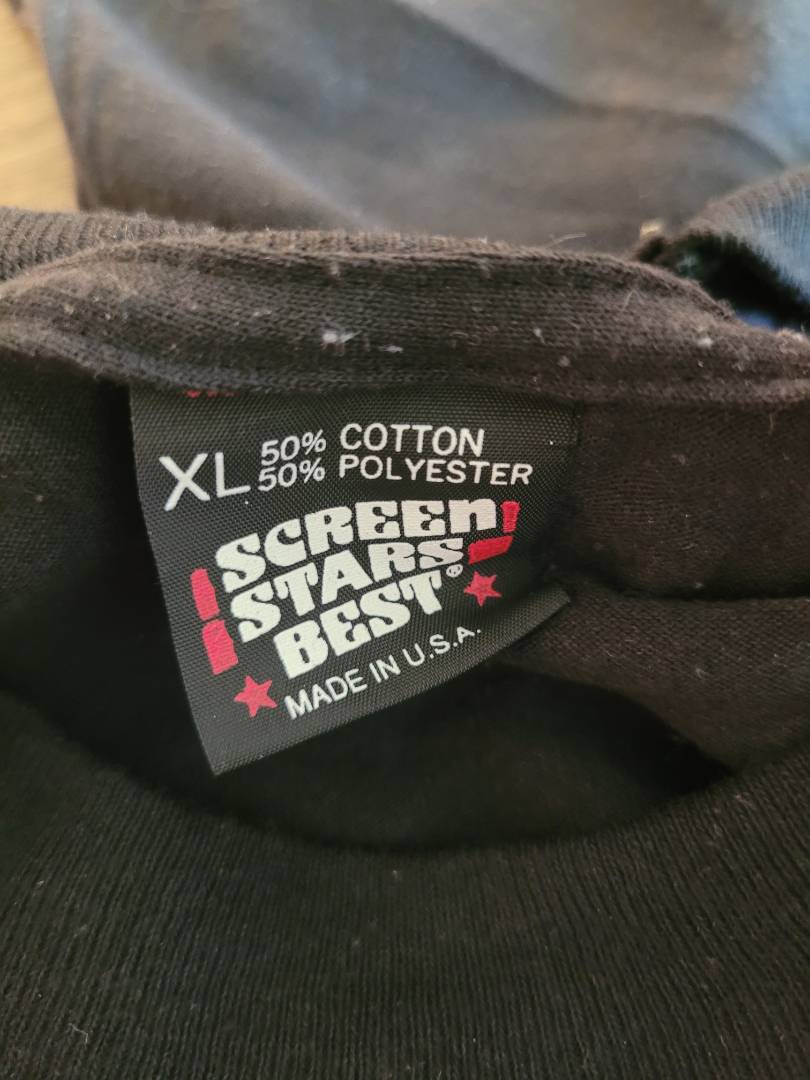 XL 50% COTTON
50% POLYESTER
SCREEN
STARS
BEST®
MADE IN U.S.A.